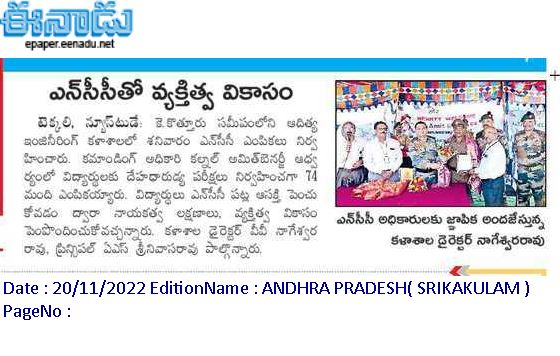 ఈనాడు
epaper.eenadu.net
ఎన్‌సీసీతో వ్యక్తిత్వ వికాసం
టెక్కలి, న్యూస్‌టుడే: కె.కొత్తూరు సమీపంలోని ఆదిత్య
ఇంజినీరింగ్ కళాశాలలో శనివారం ఎన్‌సీసీ ఎంపికలు నిర్వ
హించారు. కమాండింగ్ అధికారి కల్నల్ అమిత్‌బెనర్జీ ఆధ్వ
ర్యంలో విద్యార్థులకు దేహదారుఢ్య పరీక్షలు నిర్వహించగా 74
మంది ఎంపికయ్యారు. విద్యార్థులు ఎన్‌సీసీ పట్ల ఆసక్తి పెంచు
కోవడం ద్వారా నాయకత్వ లక్షణాలు, వ్యక్తిత్వ వికాసం
పెంపొందించుకోవచ్చన్నారు. కళాశాల డైరెక్టర్ వీవీ నాగేశ్వర
రావు, ప్రిన్సిపల్ ఏఎస్ శ్రీనివాసరావు పాల్గొన్నారు.
ఎన్‌సీసీ అధికారులకు జ్ఞాపిక అందజేస్తున్న
కళాశాల డైరెక్టర్ నాగేశ్వరరావు
Date : 20/11/2022 EditionName : ANDHRA PRADESH( SRIKAKULAM )
PageNo :